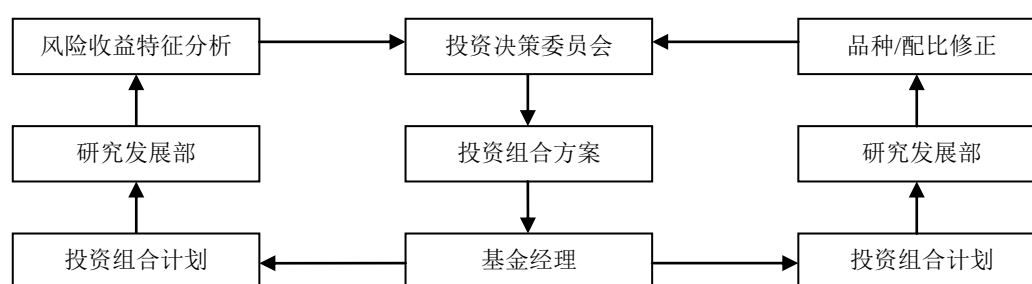 风险收益特征分析
投资决策委员会
品种/配比修正
研究发展部
投资组合方案
研究发展部
投资组合计划
基金经理
投资组合计划